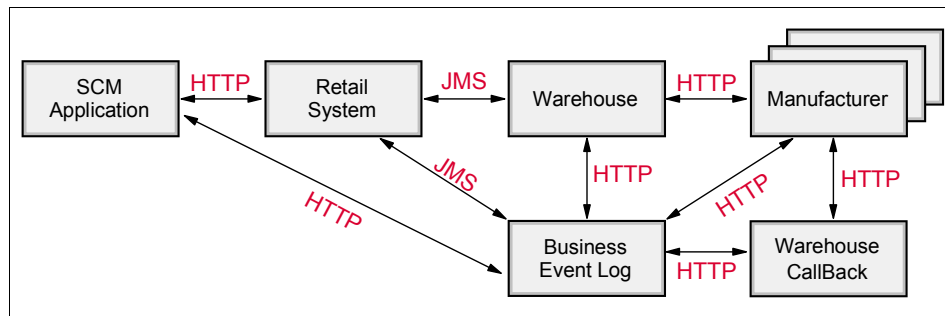 SCM
Application
HTTP
Retail
System
JMS
Warehouse
HTTP
Manufacturer
HTTP
JMS
HTTP
HTTP
HTTP
Business
Event Log
HTTP
Warehouse
CallBack